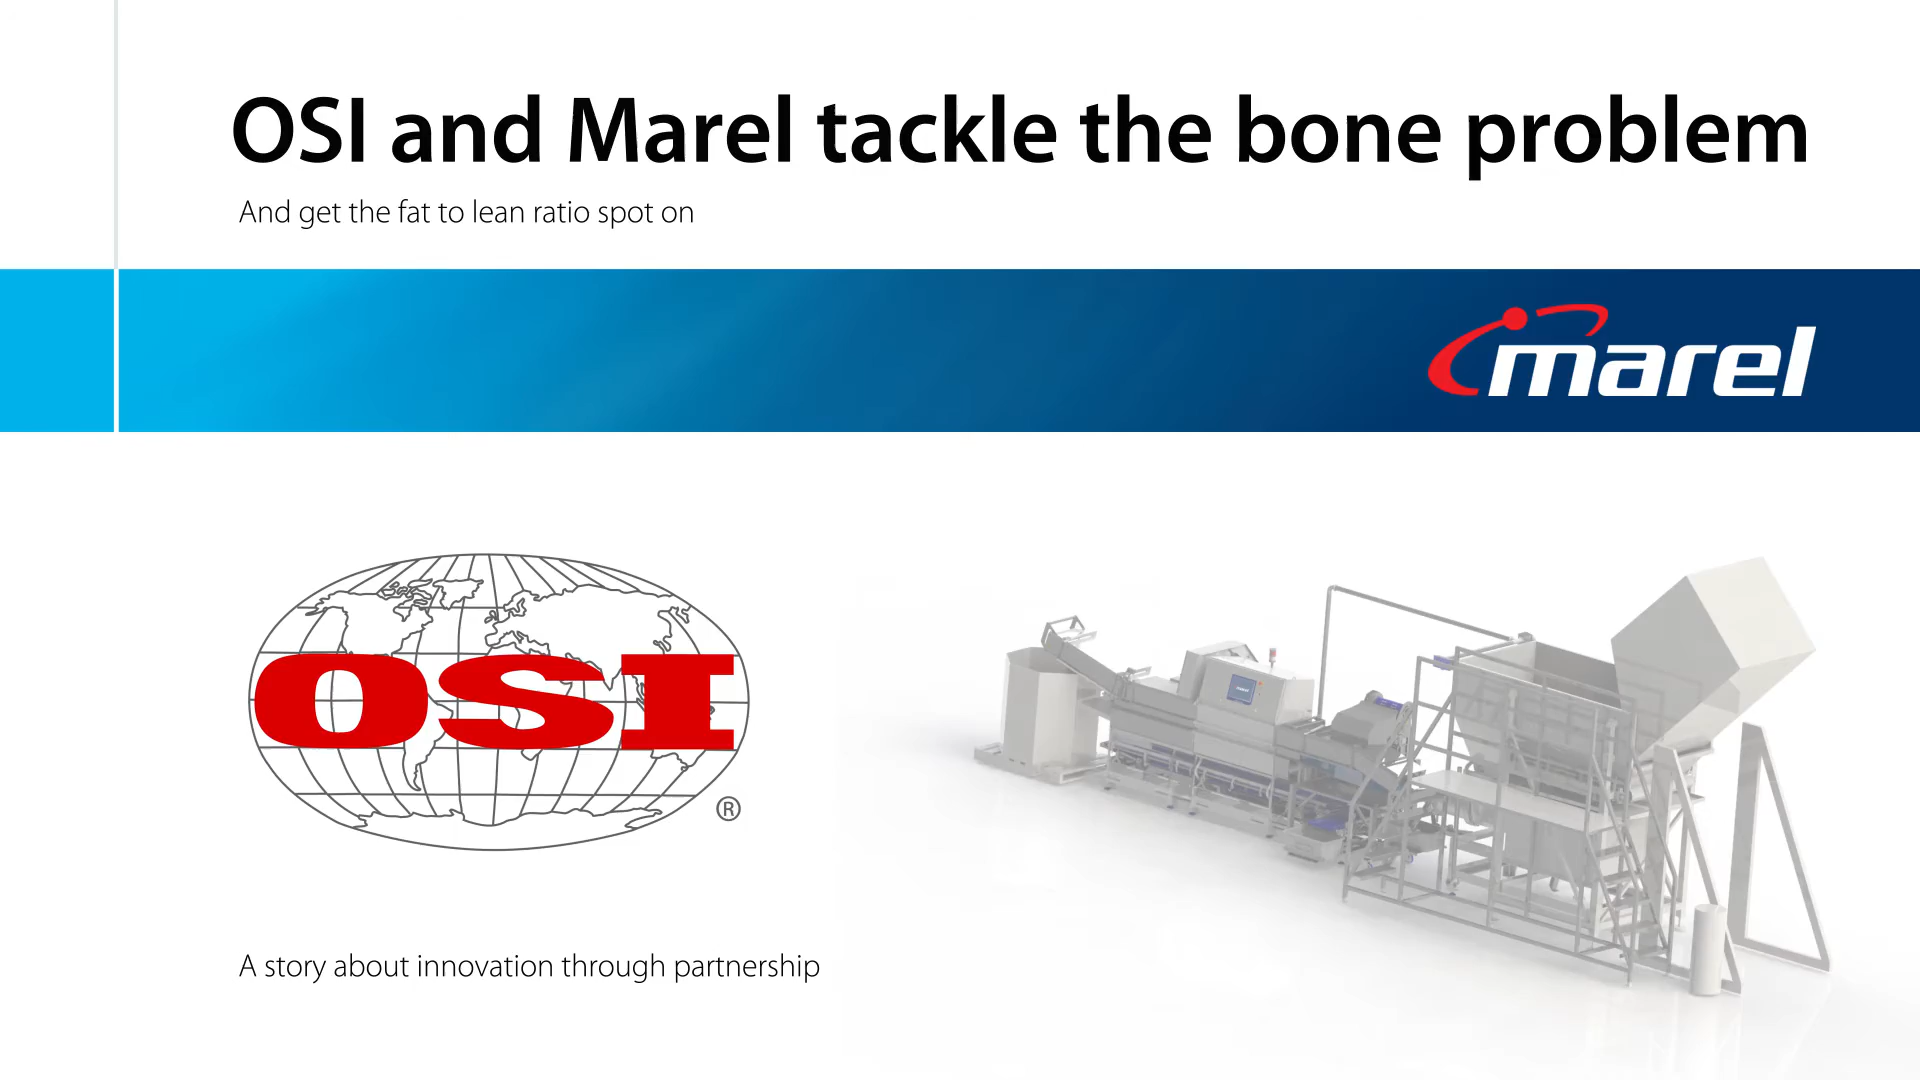 OSI and Marel tackle the bone problem
And get the fat to lean ratio spot on
marel
OSI
®
A story about innovation through partnership